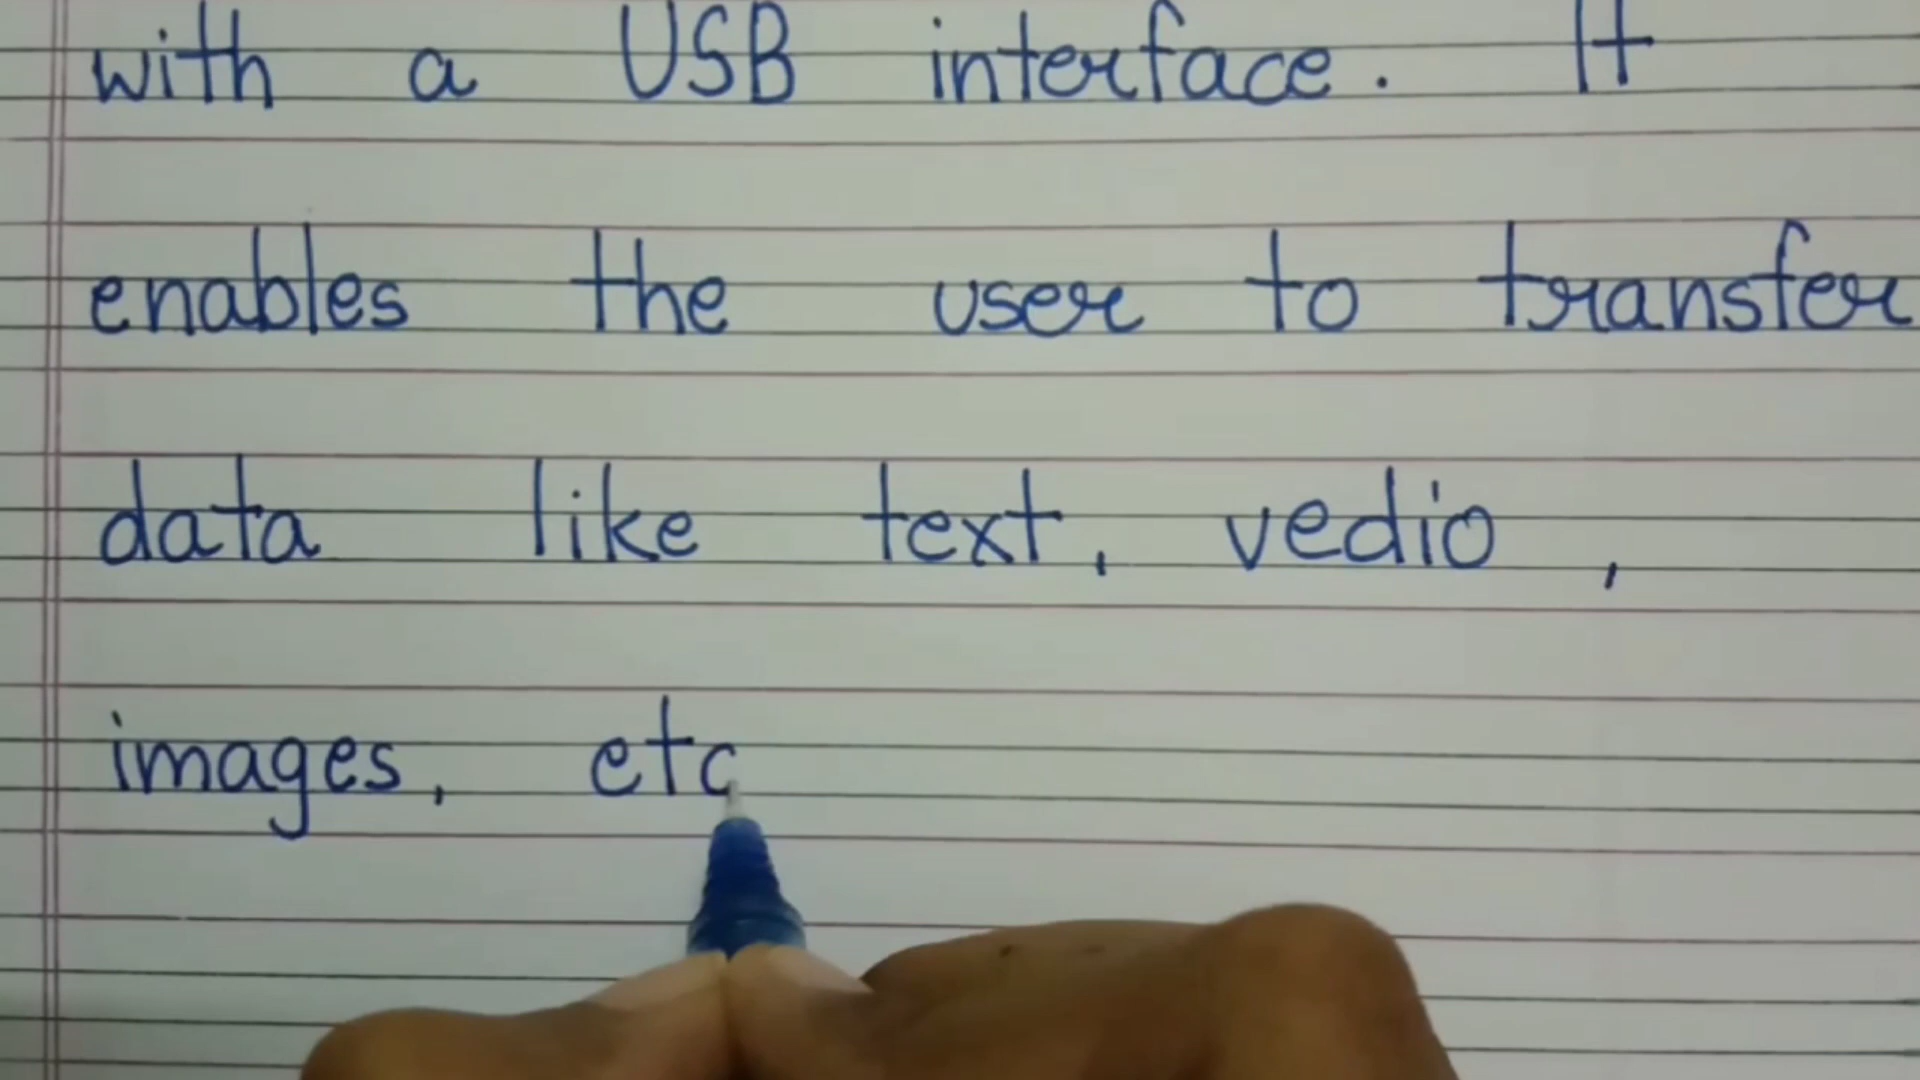 with a USB interface. It
enables the user to transfer
data like text, vedio ,
images, etc